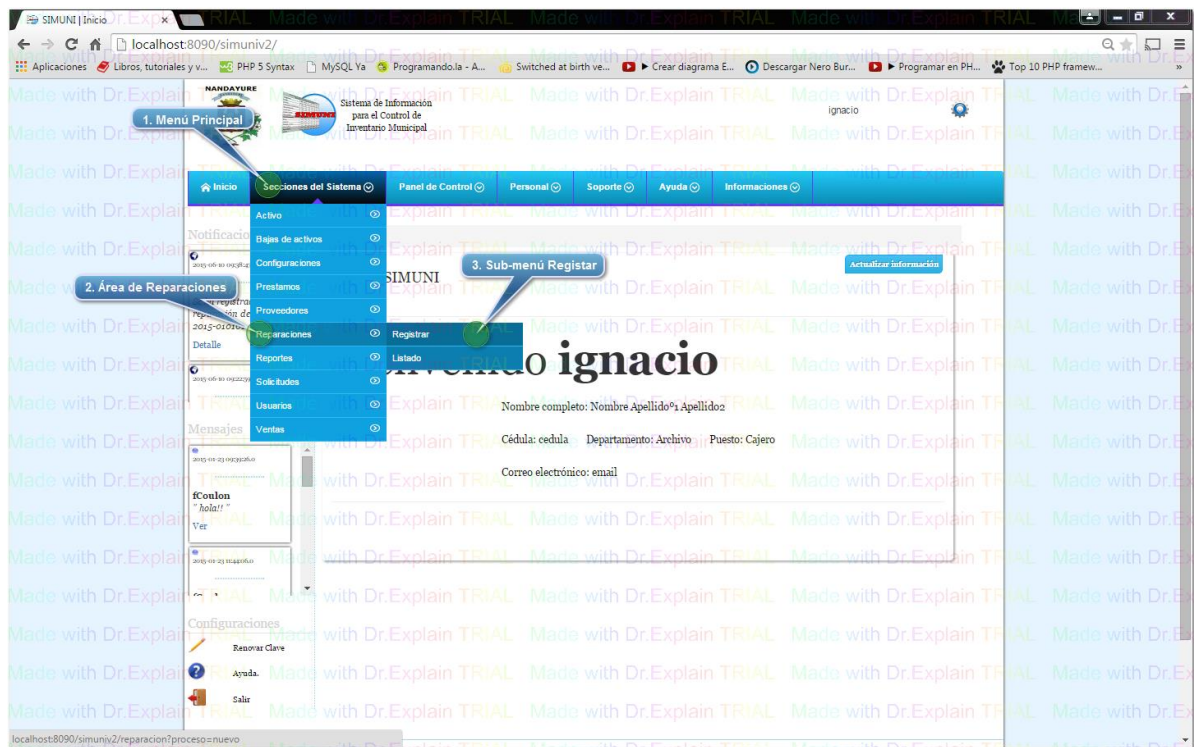 SIMUNI | Inicio
localhost:8090/simuniv2/
Aplicaciones
Libros, tutoriales y v...
PHP 5 Syntax
MySQL Ya
Programando.la - A...
Switched at birth ve...
► Crear diagrama E...
Descargar Nero Bur...
► Programar en PH...
Top 10 PHP framew...
NANDAYURE
SIMUNI
Sistema de Información
para el Control de
Inventario Municipal
ignacio
1. Menú Principal
Inicio
Secciones del Sistema
Panel de Control
Personal
Soporte
Ayuda
Informaciones
Activo
Bajas de activos
Configuraciones
Prestamos
Proveedores
Reparaciones
Reportes
Solicitudes
Usuarios
Ventas
Registrar
Listado
2. Área de Reparaciones
3. Sub-menú Registar
SIMUNI
Actualizar información
Detalle
ignacio
Nombre completo: Nombre Apellidoº1 Apellido2
Cédula: cedula Departamento: Archivo Puesto: Cajero
Correo electrónico: email
Mensajes
fCoulon
" hola!! "
Ver
Configuraciones
Renovar Clave
Ayuda.
Salir
localhost:8090/simuniv2/reparacion?proceso=nuevo
Made with Dr.Explain TRIAL